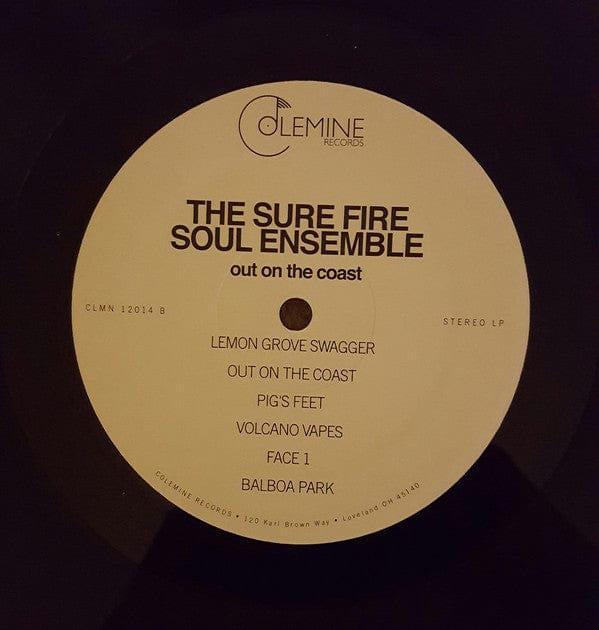 COLEMINE
RECORDS
THE SURE FIRE
SOUL ENSEMBLE
out on the coast
CLMN 12014 B
STEREO LP
LEMON GROVE SWAGGER
OUT ON THE COAST
PIG'S FEET
VOLCANO VAPES
FACE 1
BALBOA PARK
COLEMINE RECORDS • 120 Karl Brown Way • Loveland OH 45140